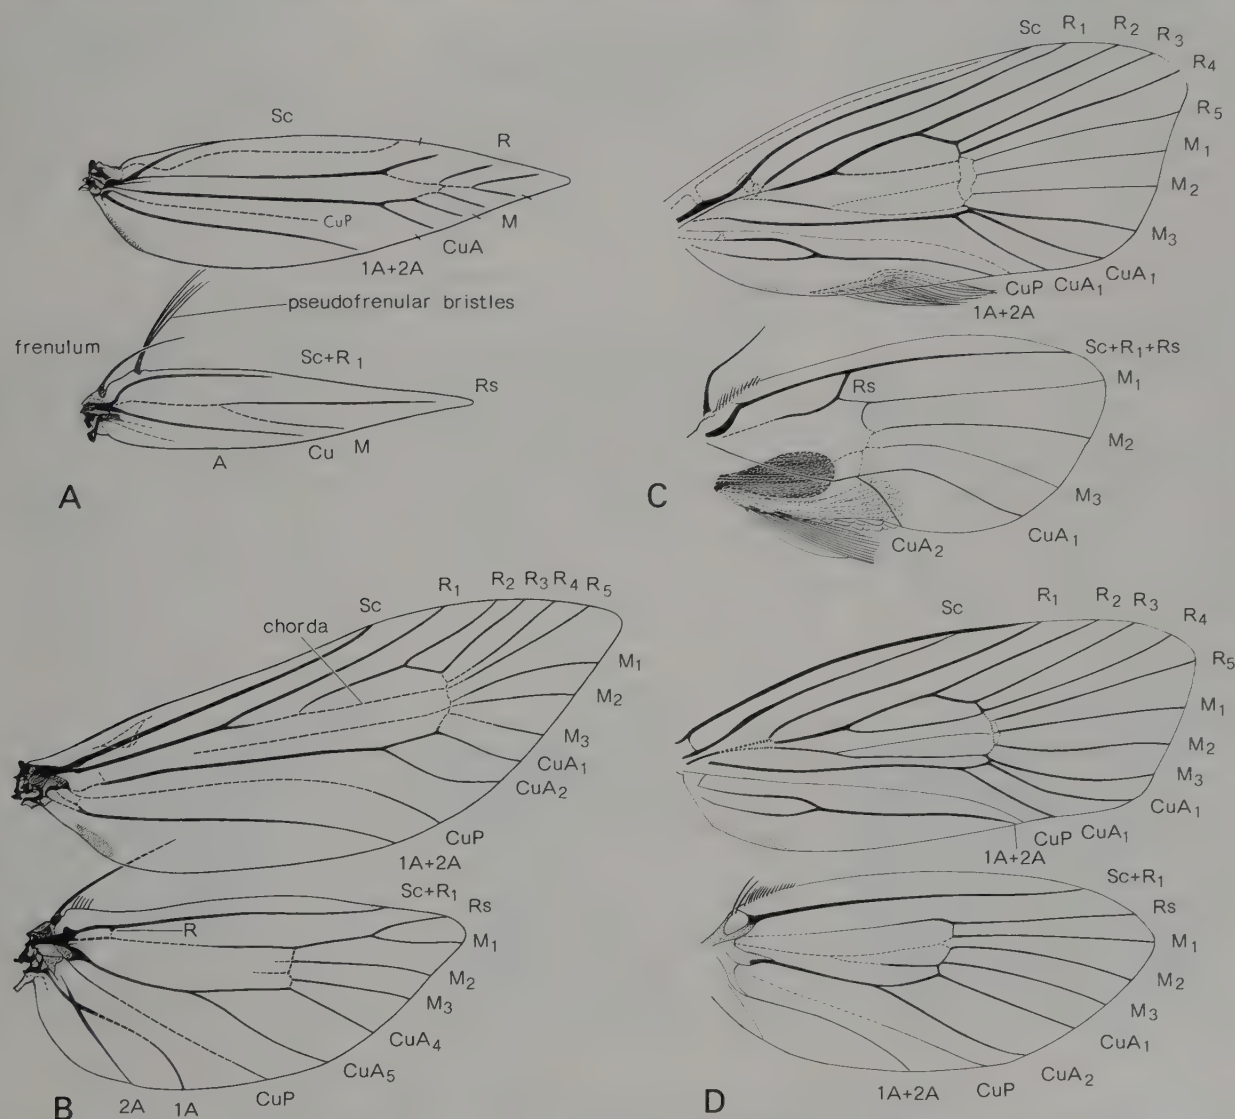 Sc
R
CuP
M
CuA
1A+2A
pseudofrenular bristles
frenulum
Sc+R1
Rs
A
Cu
M
A
Sc
R1
R2
R3
R4
R5
M1
M2
M3
CuA1
CuA1
CuP
1A+2A
Sc+R1+Rs
Rs
M1
M2
M3
CuA1
CuA2
C
Sc
R1
R2
R3
R4
R5
chorda
M1
M2
M3
CuA1
CuA2
CuP
1A+2A
Sc+R1
Rs
R
M1
M2
M3
CuA4
CuA5
CuP
1A
2A
B
Sc
R1
R2
R3
R4
R5
M1
M2
M3
CuA1
CuA1
CuP
1A+2A
Sc+R1
Rs
M1
M2
M3
CuA1
CuA2
CuP
1A+2A
D